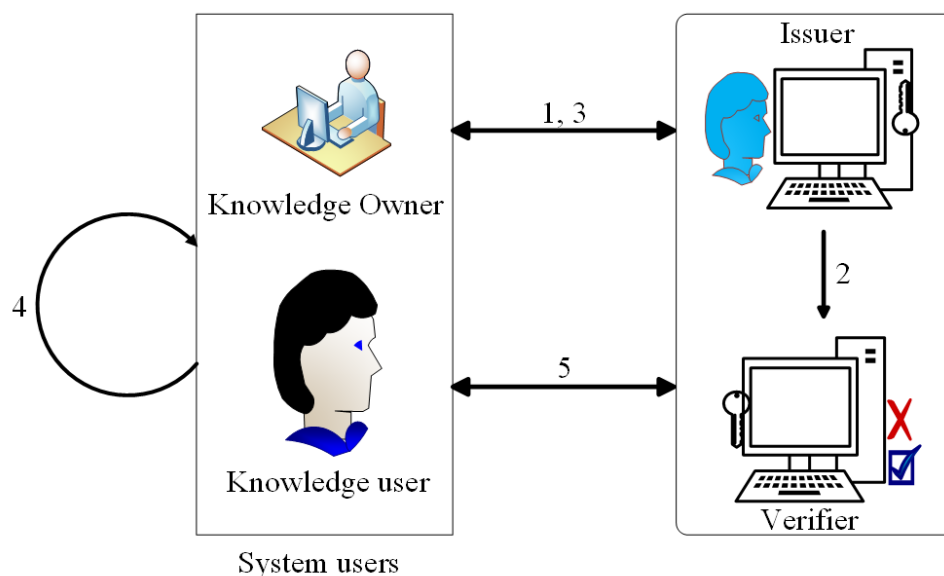 Issuer
1, 3
Knowledge Owner
2
4
5
Knowledge user
Verifier
System users